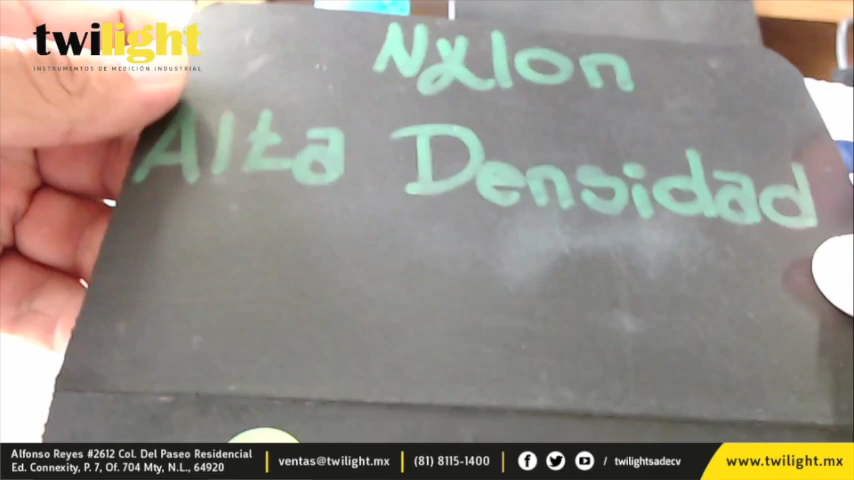 twilight
INSTRUMENTOS DE MEDICIÓN INDUSTRIAL
Nylon
Alta Densidad
Alfonso Reyes #2612 Col. Del Paseo Residencial
Ed. Connexity, P. 7, Of. 704 Mty, N.L., 64920
ventas@twilight.mx
(81) 8115-1400
/ twilightsadecv
www.twilight.mx